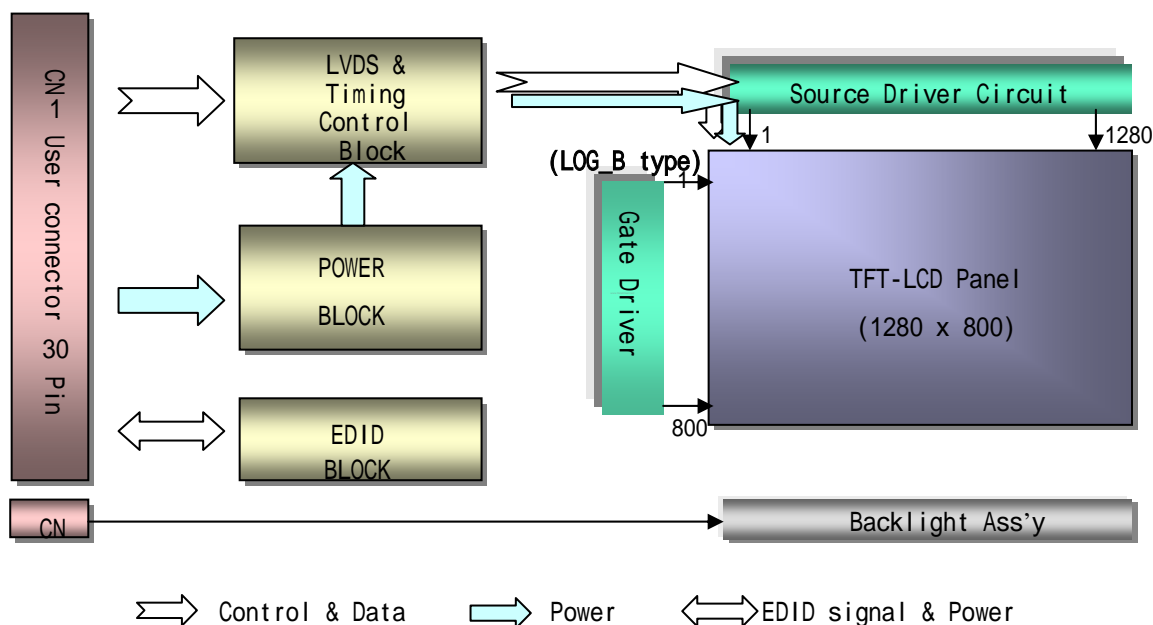 CN-1 User connector 30 Pin
LVDS &
Timing
Control
Block
POWER
BLOCK
EDID
BLOCK
Source Driver Circuit
1
1280
(LOG_B type)
1
Gate Driver
800
TFT-LCD Panel
(1280 x 800)
CN
Backlight Ass'y
Control & Data
Power
EDID signal & Power